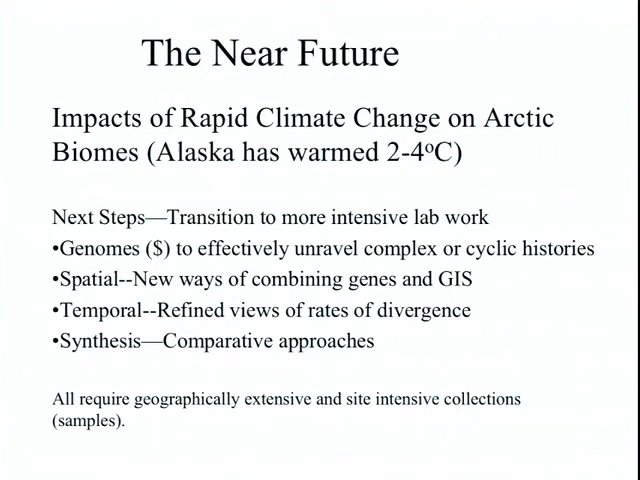 The Near Future
Impacts of Rapid Climate Change on Arctic
Biomes (Alaska has warmed 2-4ºC)
Next Steps—Transition to more intensive lab work
•Genomes ($) to effectively unravel complex or cyclic histories
•Spatial--New ways of combining genes and GIS
•Temporal--Refined views of rates of divergence
•Synthesis—Comparative approaches
All require geographically extensive and site intensive collections
(samples).